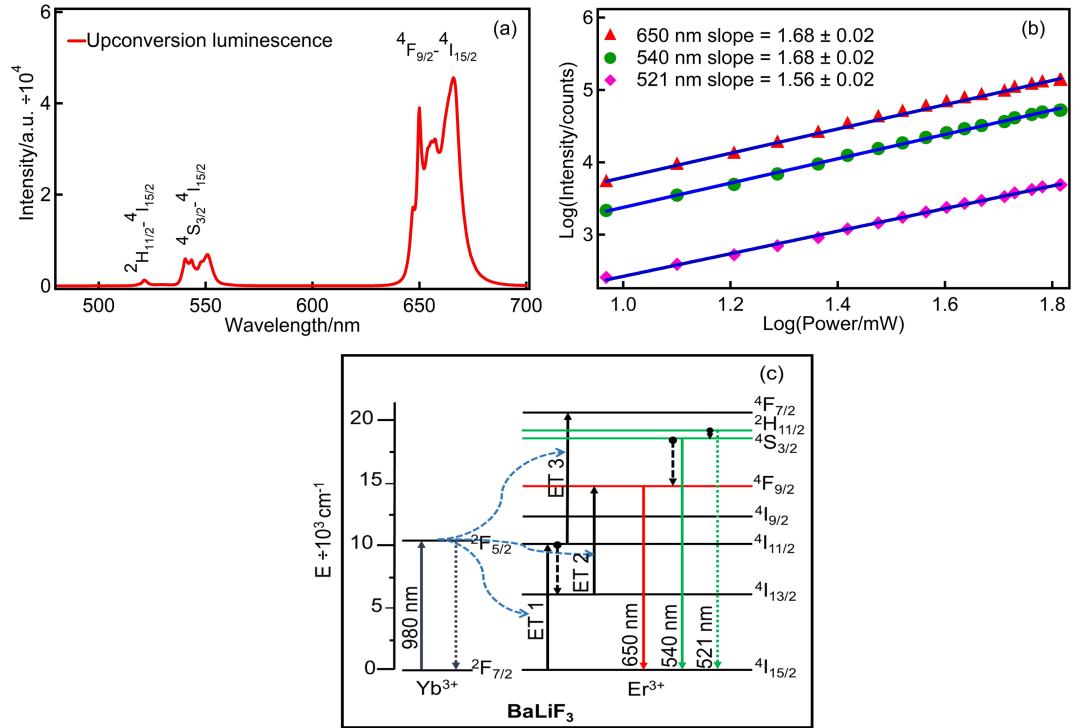 (a)
Upconversion luminescence
⁴F₉/₂- ⁴I₁₅/₂
²H₁₁/₂- ⁴I₁₅/₂
⁴S₃/₂- ⁴I₁₅/₂
Intensity/a.u. ÷10⁴
6
4
2
0
500
550
600
650
700
Wavelength/nm
(b)
650 nm slope = 1.68 ± 0.02
540 nm slope = 1.68 ± 0.02
521 nm slope = 1.56 ± 0.02
Log(Intensity/counts)
6
5
4
3
1.0
1.2
1.4
1.6
1.8
Log(Power/mW)
(c)
E ÷10³ cm⁻¹
20
15
10
5
0
⁴F₇/₂
²H₁₁/₂
⁴S₃/₂
⁴F₉/₂
⁴I₉/₂
⁴I₁₁/₂
⁴I₁₃/₂
⁴I₁₅/₂
²F₅/₂
²F₇/₂
980 nm
ET 1
ET 2
ET 3
650 nm
540 nm
521 nm
Yb³⁺
Er³⁺
BaLiF₃